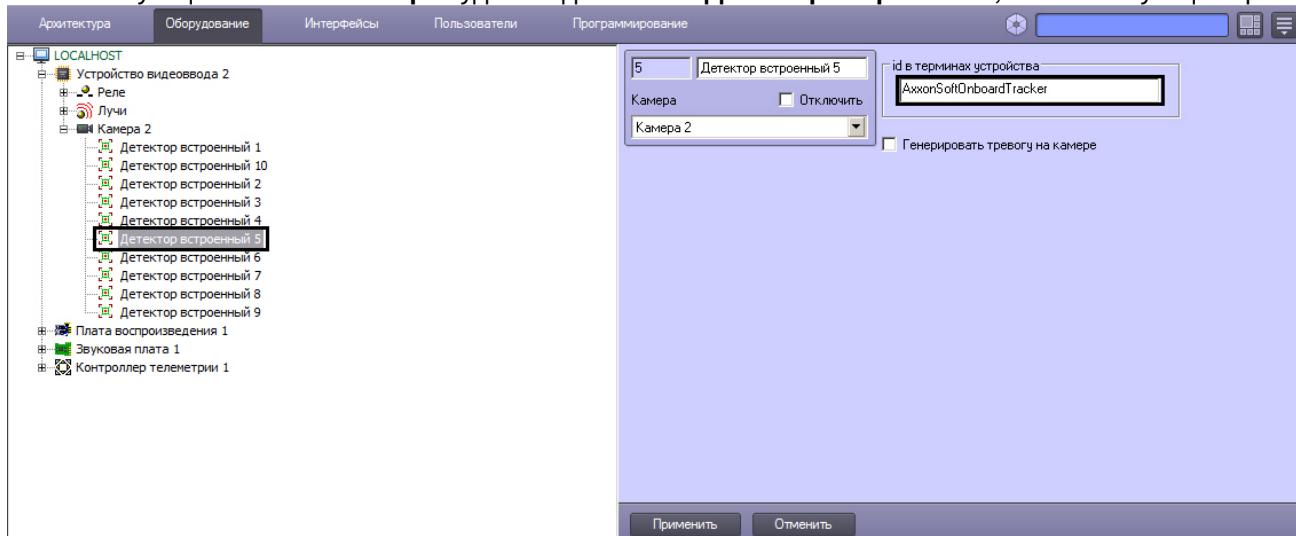 Архитектура Оборудование Интерфейсы Пользователи Программирование
LOCALHOST
Устройство видеоввода 2
Реле
Лучи
Камера 2
Детектор встроенный 1
Детектор встроенный 10
Детектор встроенный 2
Детектор встроенный 3
Детектор встроенный 4
Детектор встроенный 5
Детектор встроенный 6
Детектор встроенный 7
Детектор встроенный 8
Детектор встроенный 9
Плата воспроизведения 1
Звуковая плата 1
Контроллер телеметрии 1
5 Детектор встроенный 5
Камера Отключить
Камера 2
id в терминах устройства
AxxonSoftOnboardTracker
Генерировать тревогу на камере
Применить Отменить